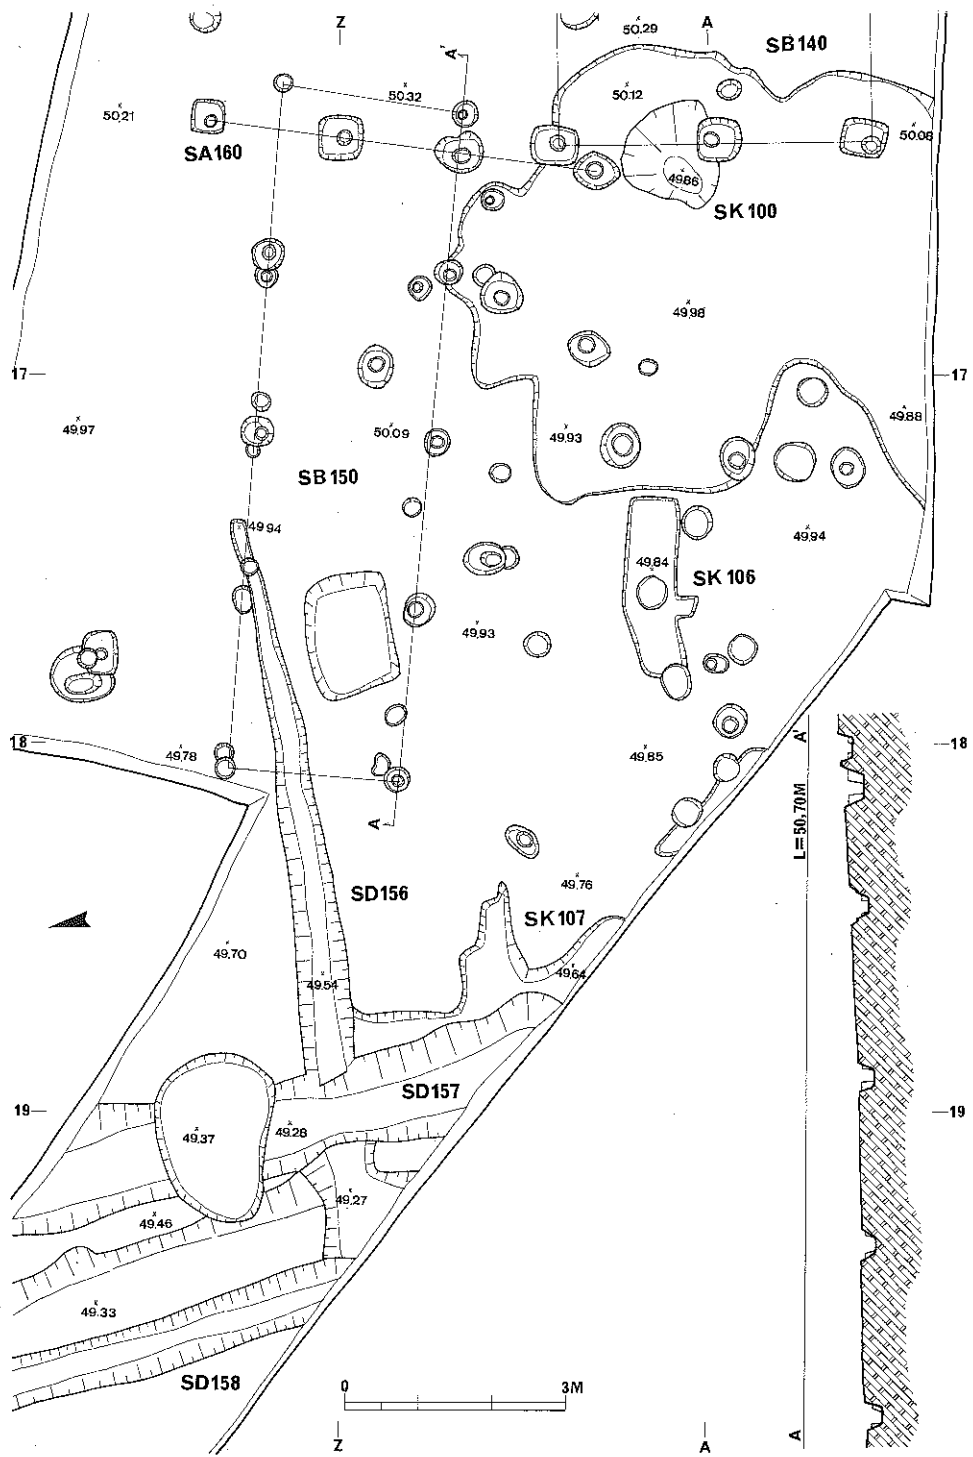 Z
A
50.29
A'
SB140
50.32
50.12
50.21
50.08
SA160
49.86
SK100
49.98
17
17
49.97
50.09
49.93
49.88
SB150
49.94
49.94
49.84
SK106
49.93
18
49.78
49.85
18
A'
L=50.70M
A
49.76
SD156
SK107
49.70
49.54
49.64
SD157
19
19
49.37
49.28
49.27
49.46
49.33
SD158
0
3M
A
Z
A